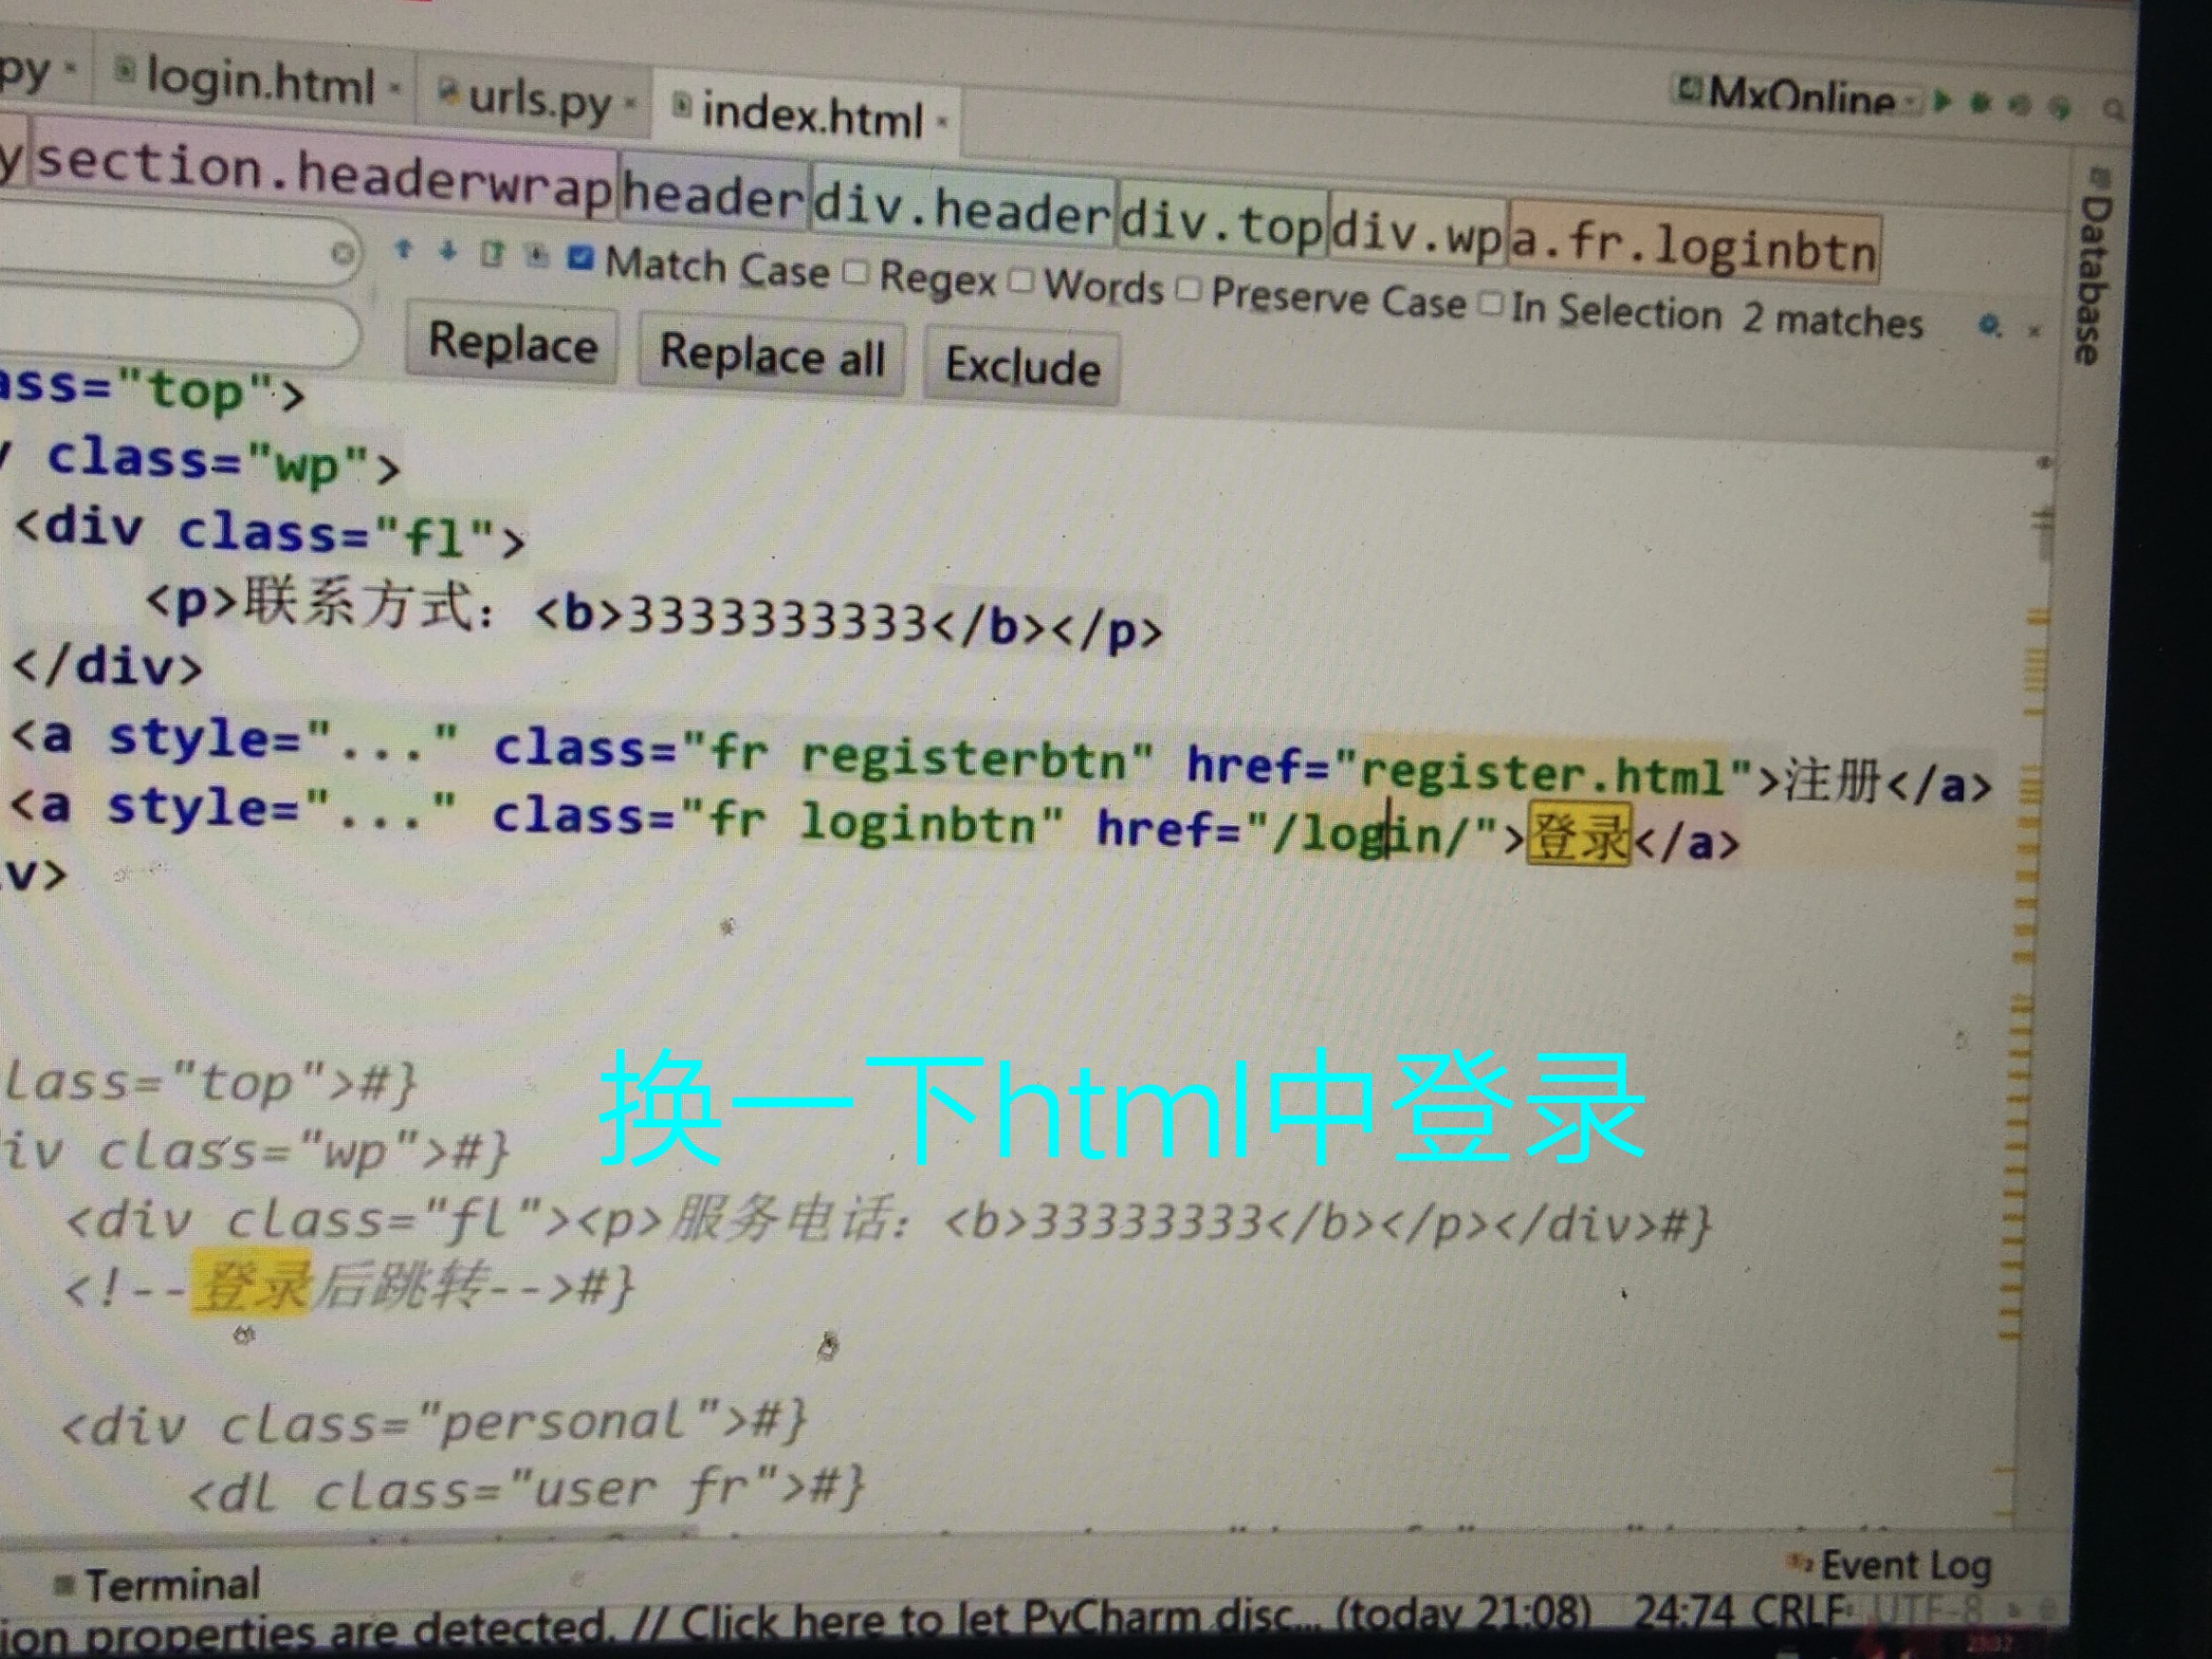 py
login.html
urls.py
index.html
MxOnline
y section.headerwrap header div.header div.top div.wp a.fr.loginbtn
Match Case Regex Words Preserve Case In Selection 2 matches
Replace Replace all Exclude
Database
ass="top">
class="wp">
<div class="fl">
<p>联系方式：<b>3333333333</b></p>
</div>
<a style="..." class="fr registerbtn" href="register.html">注册</a>
<a style="..." class="fr loginbtn" href="/login/">登录</a>
v>
换一下html中登录
lass="top">#}
iv class="wp">#}
<div class="fl"><p>服务电话：<b>33333333</b></p></div>#}
<!--登录后跳转-->#}
<div class="personal">#}
<dl class="user fr">#}
Terminal
Event Log
ion properties are detected. // Click here to let PyCharm disc... (today 21:08) 24:74 CRLF UTF-8